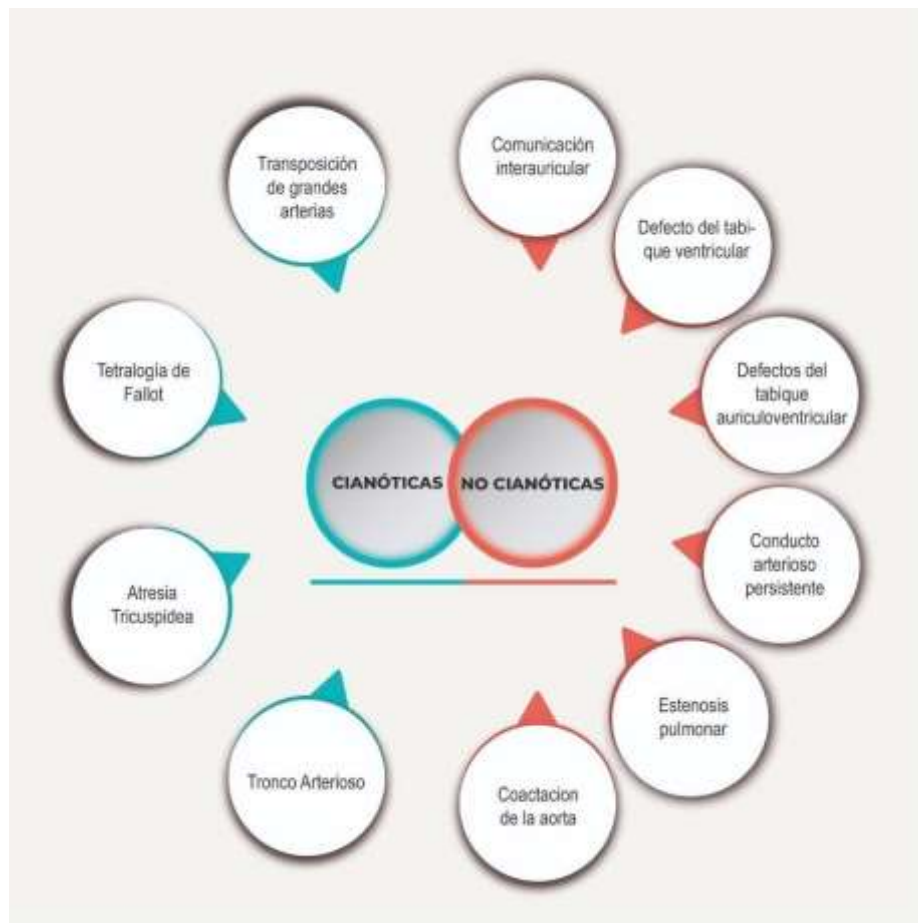 Transposición
de grandes
arterias
Comunicación
interauricular
Defecto del tabi-
que ventricular
Tetralogía de
Fallot
Defectos del
tabique
auriculoventricular
CIANÓTICAS
NO CIANÓTICAS
Conducto
arterioso
persistente
Atresia
Tricuspidea
Estenosis
pulmonar
Tronco Arterioso
Coactacion
de la aorta